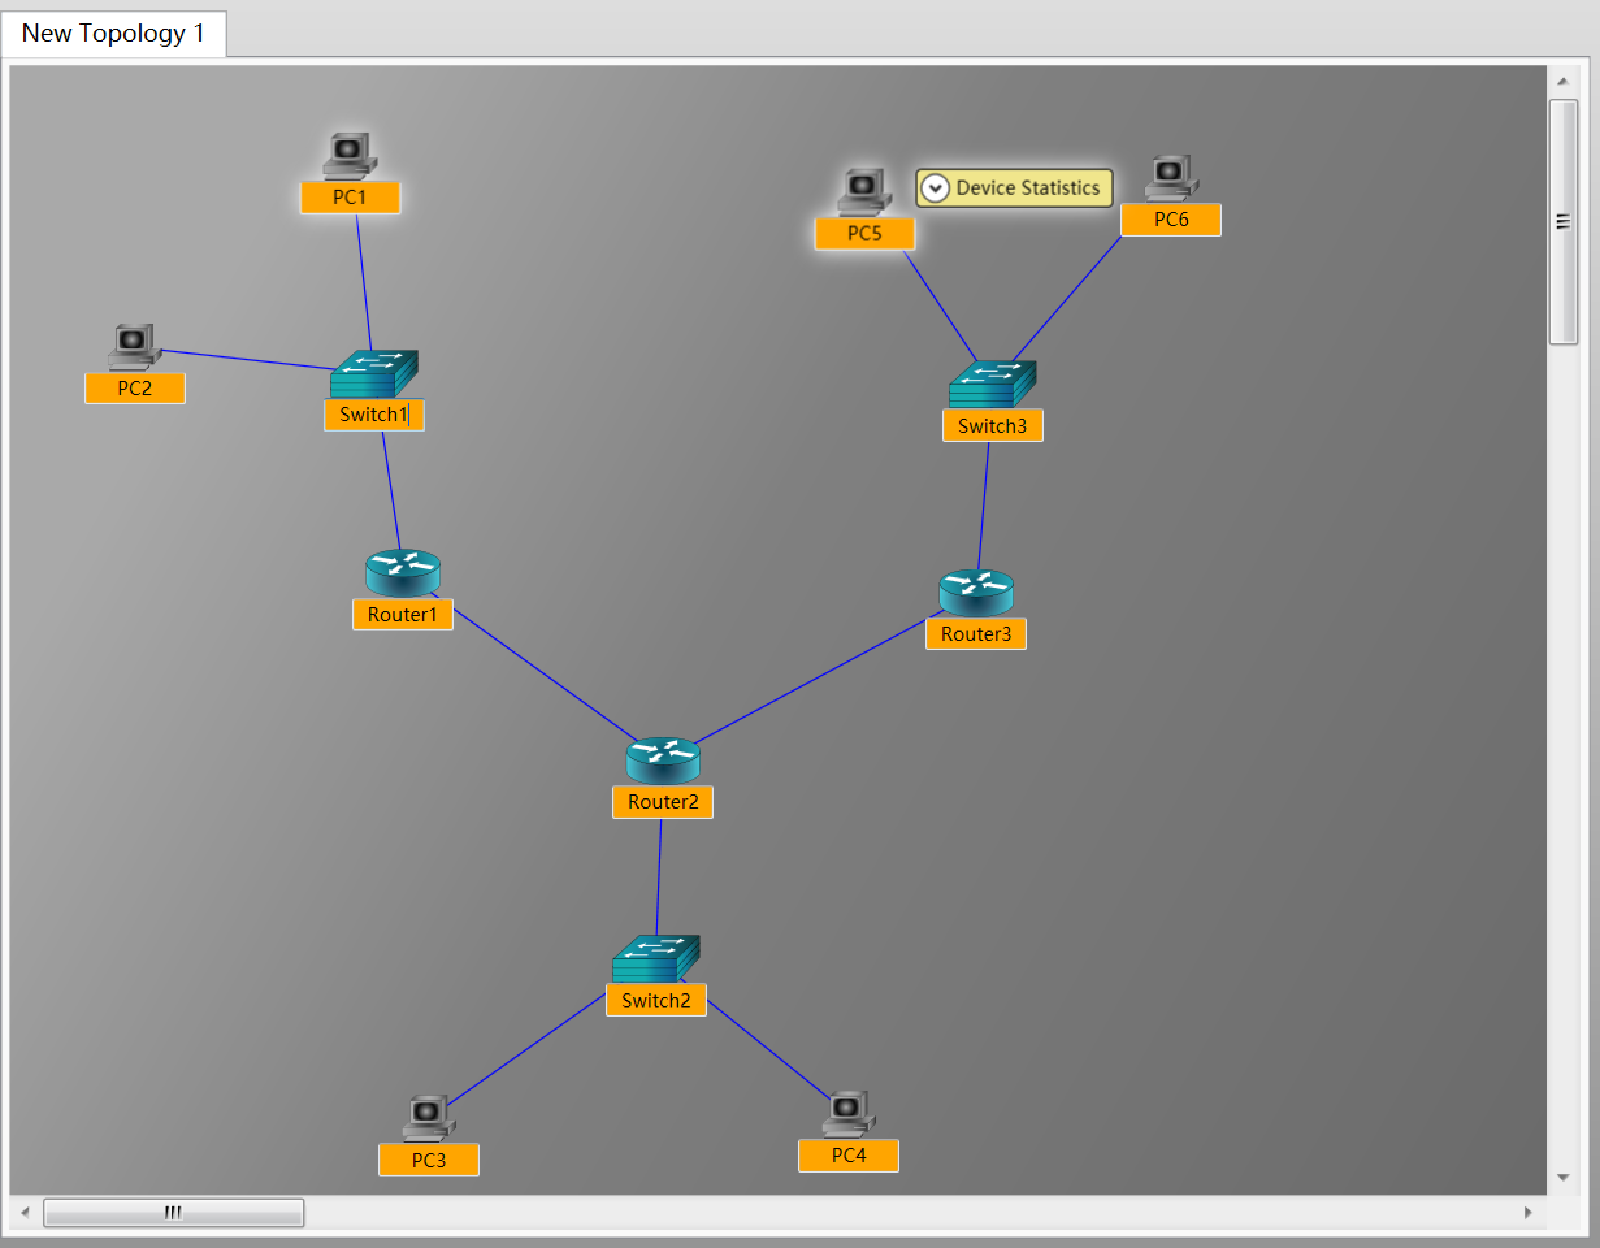 New Topology 1
PC1
Device Statistics
PC5
PC6
PC2
Switch1
Switch3
Router1
Router3
Router2
Switch2
PC3
PC4